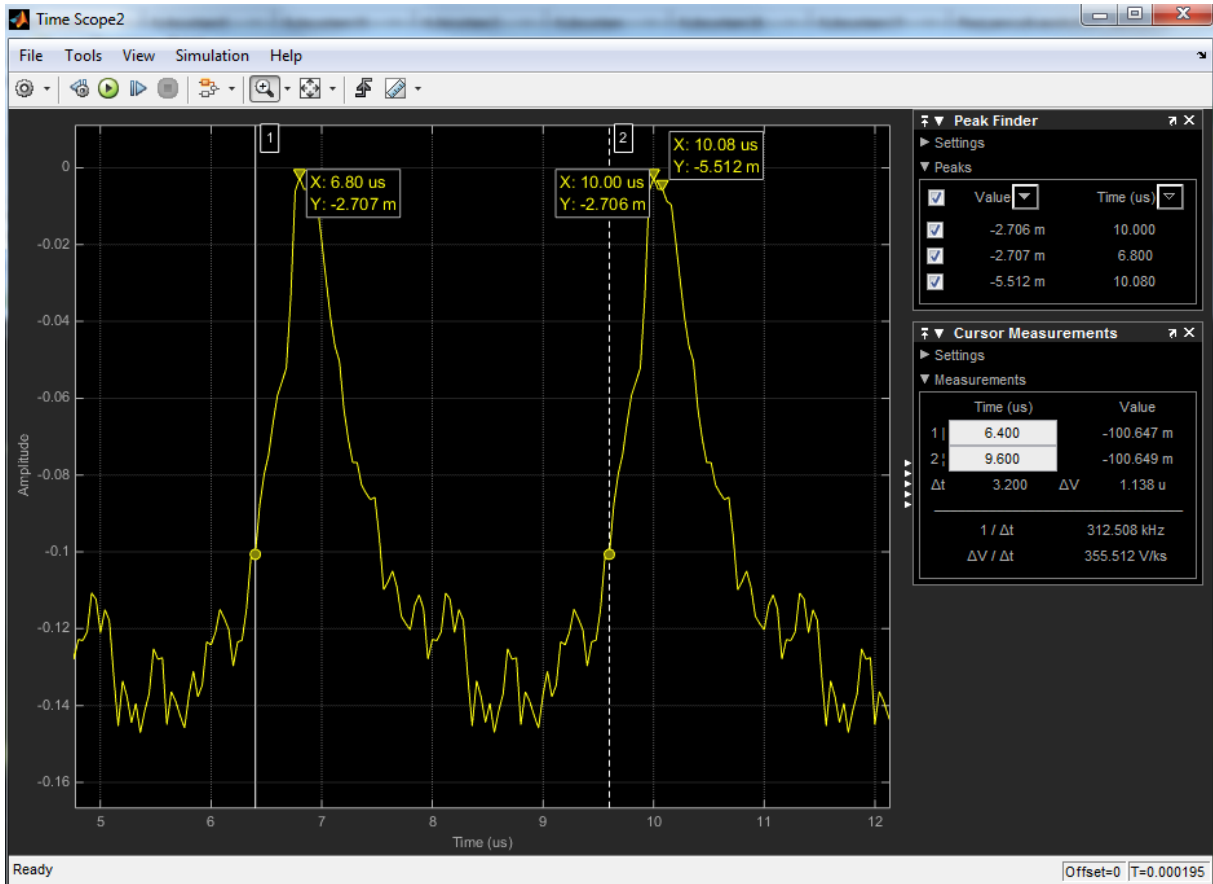 Time Scope2
File Tools View Simulation Help
1
2
X: 10.08 us
Y: -5.512 m
X: 6.80 us
Y: -2.707 m
X: 10.00 us
Y: -2.706 m
0
-0.02
-0.04
-0.06
-0.08
-0.1
-0.12
-0.14
-0.16
Amplitude
5 6 7 8 9 10 11 12
Time (us)
Peak Finder
Settings
Peaks
Value Time (us)
-2.706 m 10.000
-2.707 m 6.800
-5.512 m 10.080
Cursor Measurements
Settings
Measurements
Time (us) Value
1 | 6.400 -100.647 m
2 ¦ 9.600 -100.649 m
Δt 3.200 ΔV 1.138 u
1 / Δt 312.508 kHz
ΔV / Δt 355.512 V/ks
Ready
Offset=0 T=0.000195